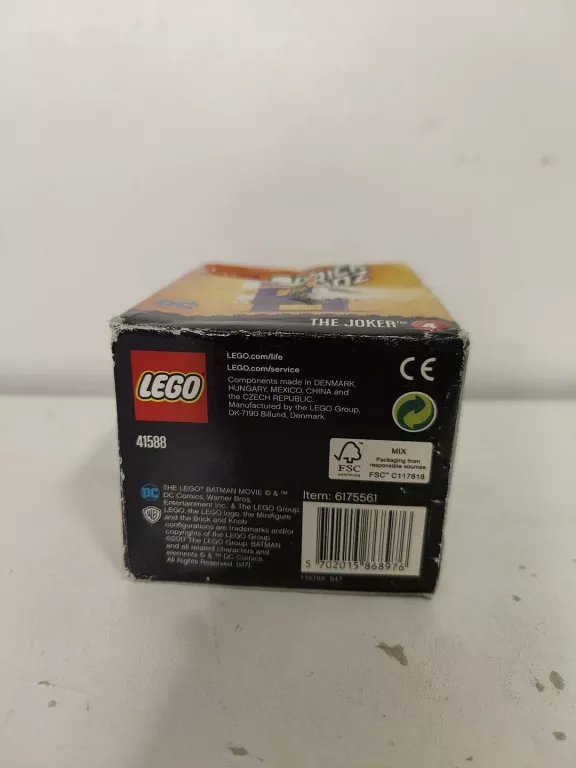 DC
THE JOKER™ 4
LEGO
41588
LEGO.com/life
LEGO.com/service
Components made in DENMARK,
HUNGARY, MEXICO, CHINA and
the CZECH REPUBLIC.
Manufactured by the LEGO Group,
DK-7190 Billund, Denmark.
CE
FSC
MIX
Packaging from
responsible sources
FSC™ C117818
DC
THE LEGO® BATMAN MOVIE © & ™
DC Comics, Warner Bros.
Entertainment Inc., & The LEGO Group.
LEGO, the LEGO logo, the Minifigure
and the Brick and Knob
configurations are trademarks and/or
copyrights of the LEGO Group.
©2017 The LEGO Group. BATMAN
and all related characters and
elements © & ™ DC Comics.
All Rights Reserved. (s17)
Item: 6175561
5 702015 868976